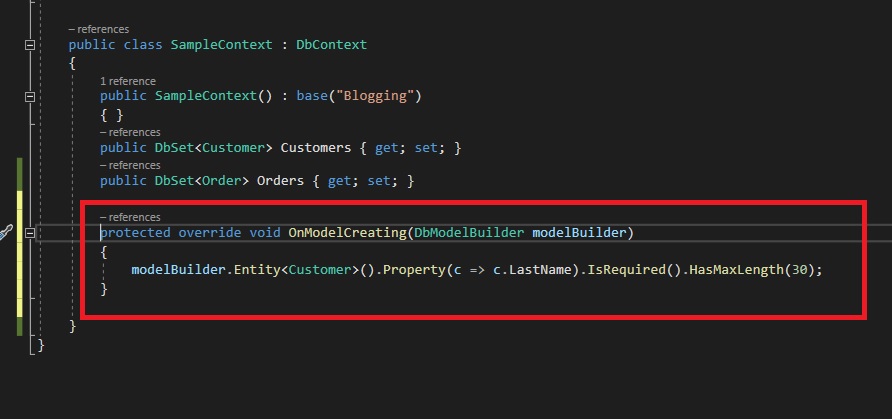 – references
public class SampleContext : DbContext
{
1 reference
public SampleContext() : base("Blogging")
{ }
– references
public DbSet<Customer> Customers { get; set; }
– references
public DbSet<Order> Orders { get; set; }
– references
protected override void OnModelCreating(DbModelBuilder modelBuilder)
{
modelBuilder.Entity<Customer>().Property(c => c.LastName).IsRequired().HasMaxLength(30);
}
}
}